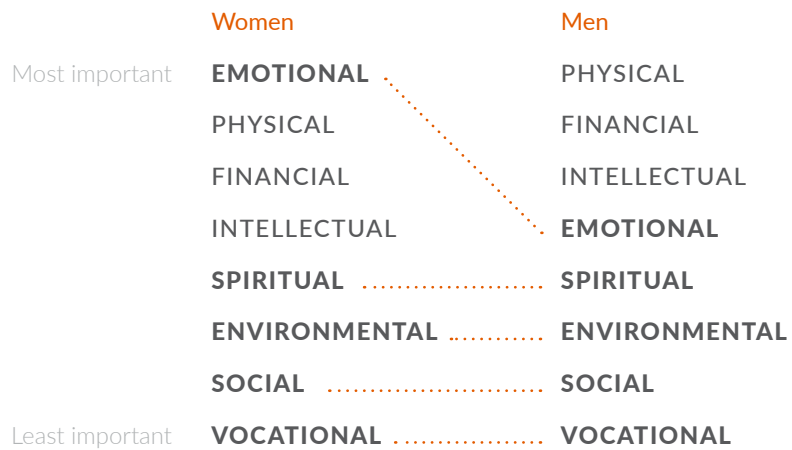 Women Men
Most important EMOTIONAL PHYSICAL
PHYSICAL FINANCIAL
FINANCIAL INTELLECTUAL
INTELLECTUAL EMOTIONAL
SPIRITUAL SPIRITUAL
ENVIRONMENTAL ENVIRONMENTAL
SOCIAL SOCIAL
Least important VOCATIONAL VOCATIONAL